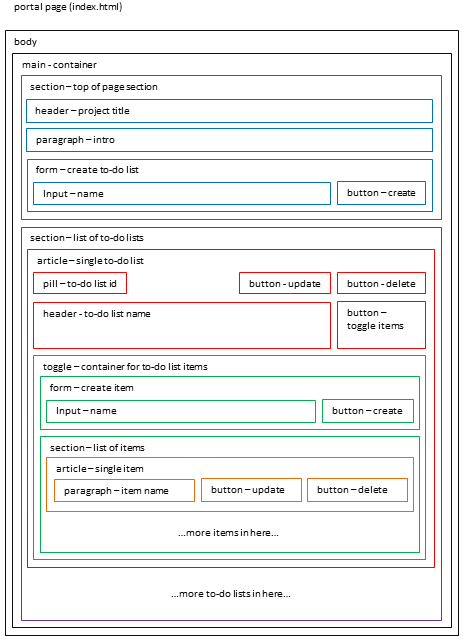 portal page (index.html)
body
main - container
section – top of page section
header – project title
paragraph – intro
form – create to-do list
Input – name
button – create
section – list of to-do lists
article – single to-do list
pill – to-do list id
button - update
button - delete
header - to-do list name
button –
toggle items
toggle – container for to-do list items
form – create item
Input – name
button – create
section – list of items
article – single item
paragraph – item name
button – update
button – delete
...more items in here...
...more to-do lists in here...